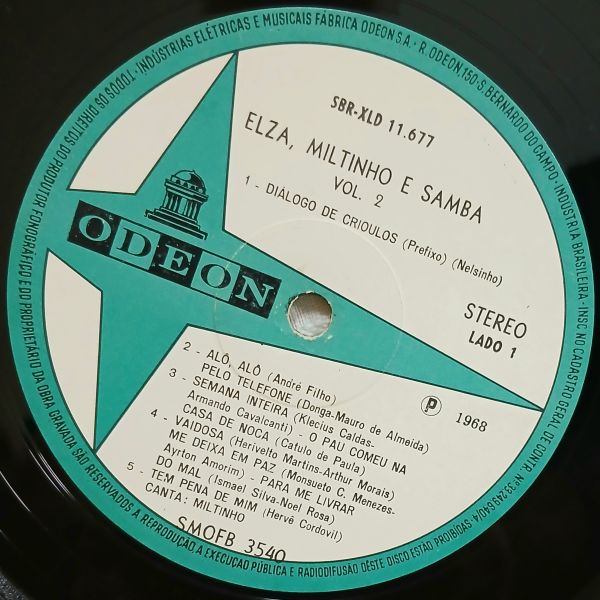 SBR-XLD 11.677
ELZA, MILTINHO E SAMBA
VOL. 2
1 - DIÁLOGO DE CRIOULOS (Prefixo) (Nelsinho)
ODEON
STEREO
LADO 1
2 - ALÔ, ALÔ (André Filho)
PELO TELEFONE (Donga-Mauro de Almeida)
3 - SEMANA INTEIRA (Klecius Caldas-
Armando Cavalcanti) - O PAU COMEU NA
CASA DE NOCA (Catulo de Paula)
4 - VAIDOSA (Herivelto Martins-Arthur Morais)
ME DEIXA EM PAZ (Monsueto C. Menezes-
Ayrton Amorim) - PARA ME LIVRAR
DO MAL (Ismael Silva-Noel Rosa)
5 - TEM PENA DE MIM (Hervê Cordovil)
CANTA: MILTINHO
℗ 1968
SMOFB 3540
TODOS OS DIREITOS DO PRODUTOR FONOGRÁFICO E DO PROPRIETÁRIO DA OBRA GRAVADA SÃO RESERVADOS A REPRODUÇÃO A EXECUÇÃO PÚBLICA E RADIODIFUSÃO DÊSTE DISCO ESTÃO PROIBIDAS
INDÚSTRIAS ELÉTRICAS E MUSICAIS FÁBRICA ODEON S.A. - R. ODEON, 150 - S. BERNARDO DO CAMPO - INDÚSTRIA BRASILEIRA - INSC NO CADASTRO GERAL DE CONTR. Nº